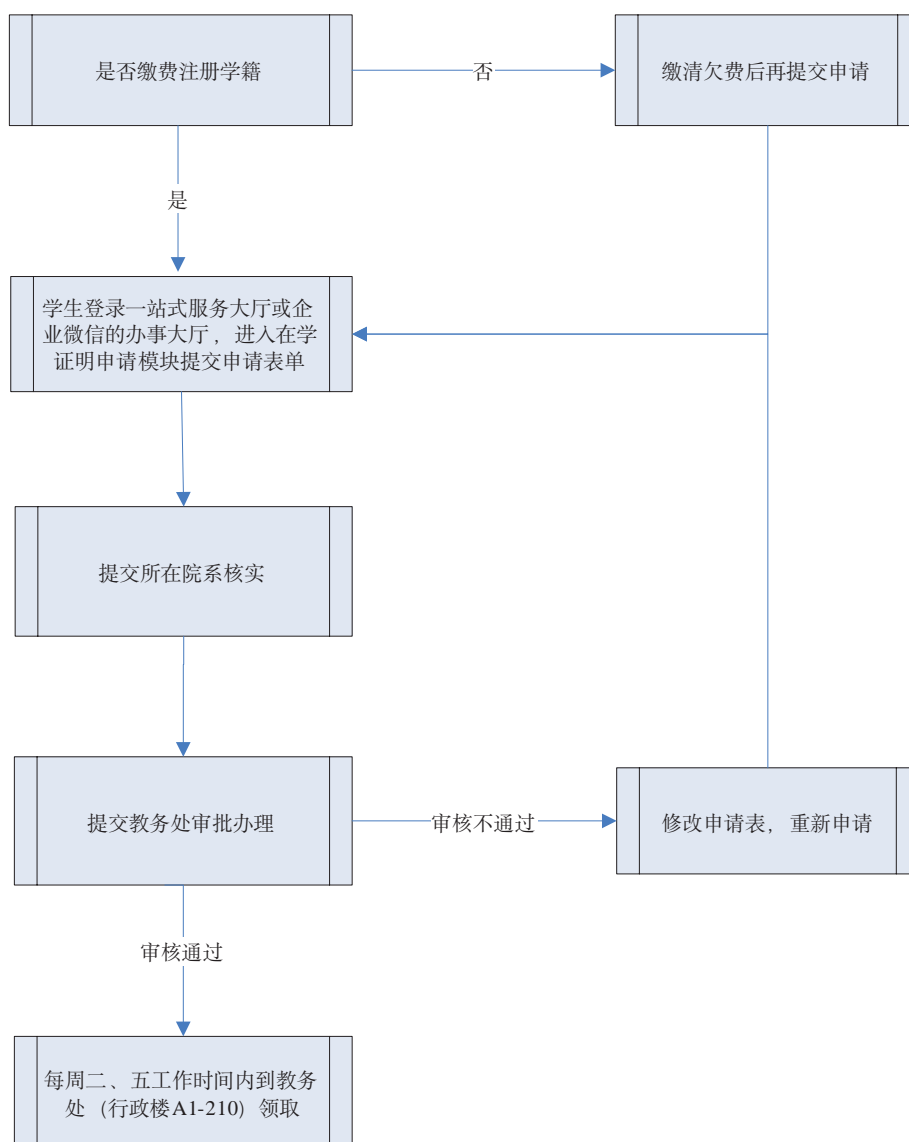 是否缴费注册学籍
否
缴清欠费后再提交申请
是
学生登录一站式服务大厅或企
业微信的办事大厅，进入在学
证明申请模块提交申请表单
提交所在院系核实
提交教务处审批办理
审核不通过
修改申请表，重新申请
审核通过
每周二、五工作时间内到教务
处（行政楼A1-210）领取